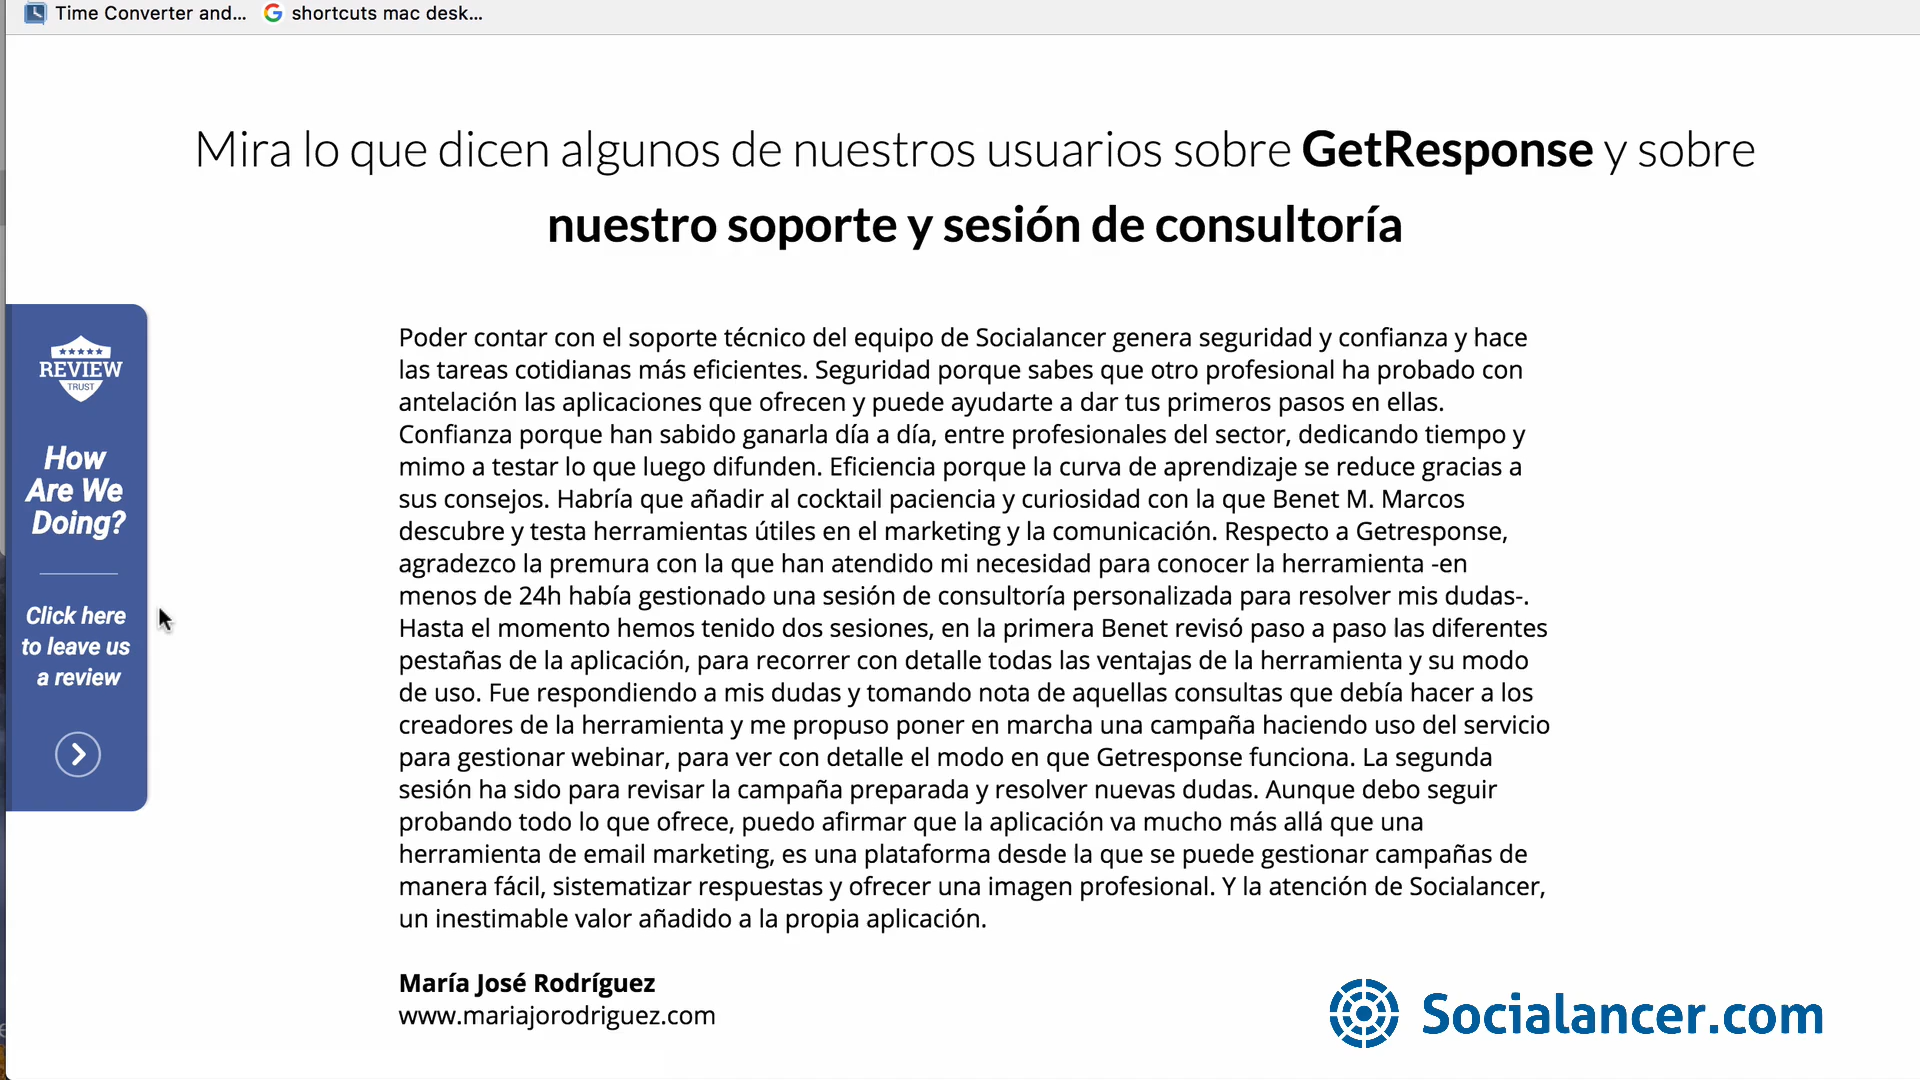 Time Converter and...
shortcuts mac desk...
Mira lo que dicen algunos de nuestros usuarios sobre GetResponse y sobre
nuestro soporte y sesión de consultoría
REVIEW
TRUST
How
Are We
Doing?
Click here
to leave us
a review
Poder contar con el soporte técnico del equipo de Socialancer genera seguridad y confianza y hace
las tareas cotidianas más eficientes. Seguridad porque sabes que otro profesional ha probado con
antelación las aplicaciones que ofrecen y puede ayudarte a dar tus primeros pasos en ellas.
Confianza porque han sabido ganarla día a día, entre profesionales del sector, dedicando tiempo y
mimo a testar lo que luego difunden. Eficiencia porque la curva de aprendizaje se reduce gracias a
sus consejos. Habría que añadir al cocktail paciencia y curiosidad con la que Benet M. Marcos
descubre y testa herramientas útiles en el marketing y la comunicación. Respecto a Getresponse,
agradezco la premura con la que han atendido mi necesidad para conocer la herramienta -en
menos de 24h había gestionado una sesión de consultoría personalizada para resolver mis dudas-.
Hasta el momento hemos tenido dos sesiones, en la primera Benet revisó paso a paso las diferentes
pestañas de la aplicación, para recorrer con detalle todas las ventajas de la herramienta y su modo
de uso. Fue respondiendo a mis dudas y tomando nota de aquellas consultas que debía hacer a los
creadores de la herramienta y me propuso poner en marcha una campaña haciendo uso del servicio
para gestionar webinar, para ver con detalle el modo en que Getresponse funciona. La segunda
sesión ha sido para revisar la campaña preparada y resolver nuevas dudas. Aunque debo seguir
probando todo lo que ofrece, puedo afirmar que la aplicación va mucho más allá que una
herramienta de email marketing, es una plataforma desde la que se puede gestionar campañas de
manera fácil, sistematizar respuestas y ofrecer una imagen profesional. Y la atención de Socialancer,
un inestimable valor añadido a la propia aplicación.
María José Rodríguez
www.mariajorodriguez.com
Socialancer.com